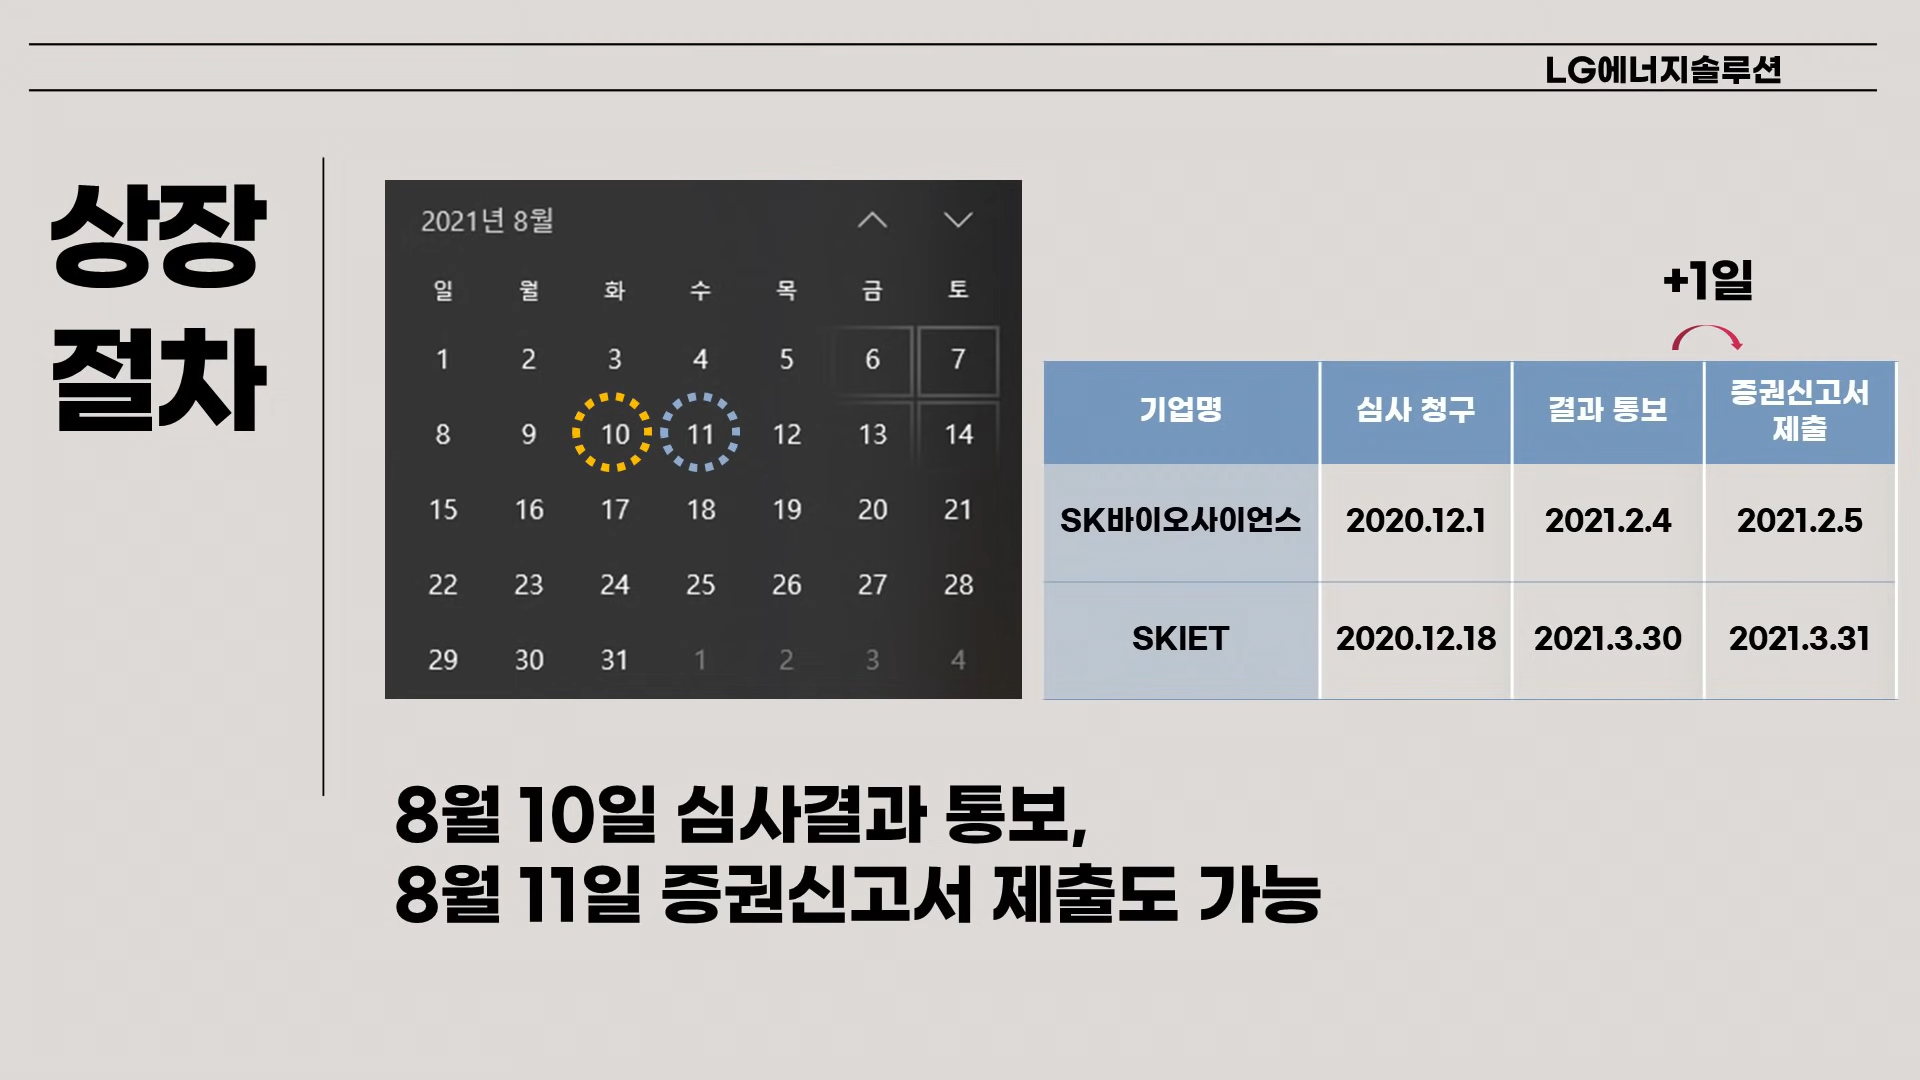 LG에너지솔루션
상장
절차
2021년 8월
일 월 화 수 목 금 토
1 2 3 4 5 6 7
8 9 10 11 12 13 14
15 16 17 18 19 20 21
22 23 24 25 26 27 28
29 30 31 1 2 3 4
+1일
기업명 심사 청구 결과 통보 증권신고서
제출
SK바이오사이언스 2020.12.1 2021.2.4 2021.2.5
SKIET 2020.12.18 2021.3.30 2021.3.31
8월 10일 심사결과 통보,
8월 11일 증권신고서 제출도 가능